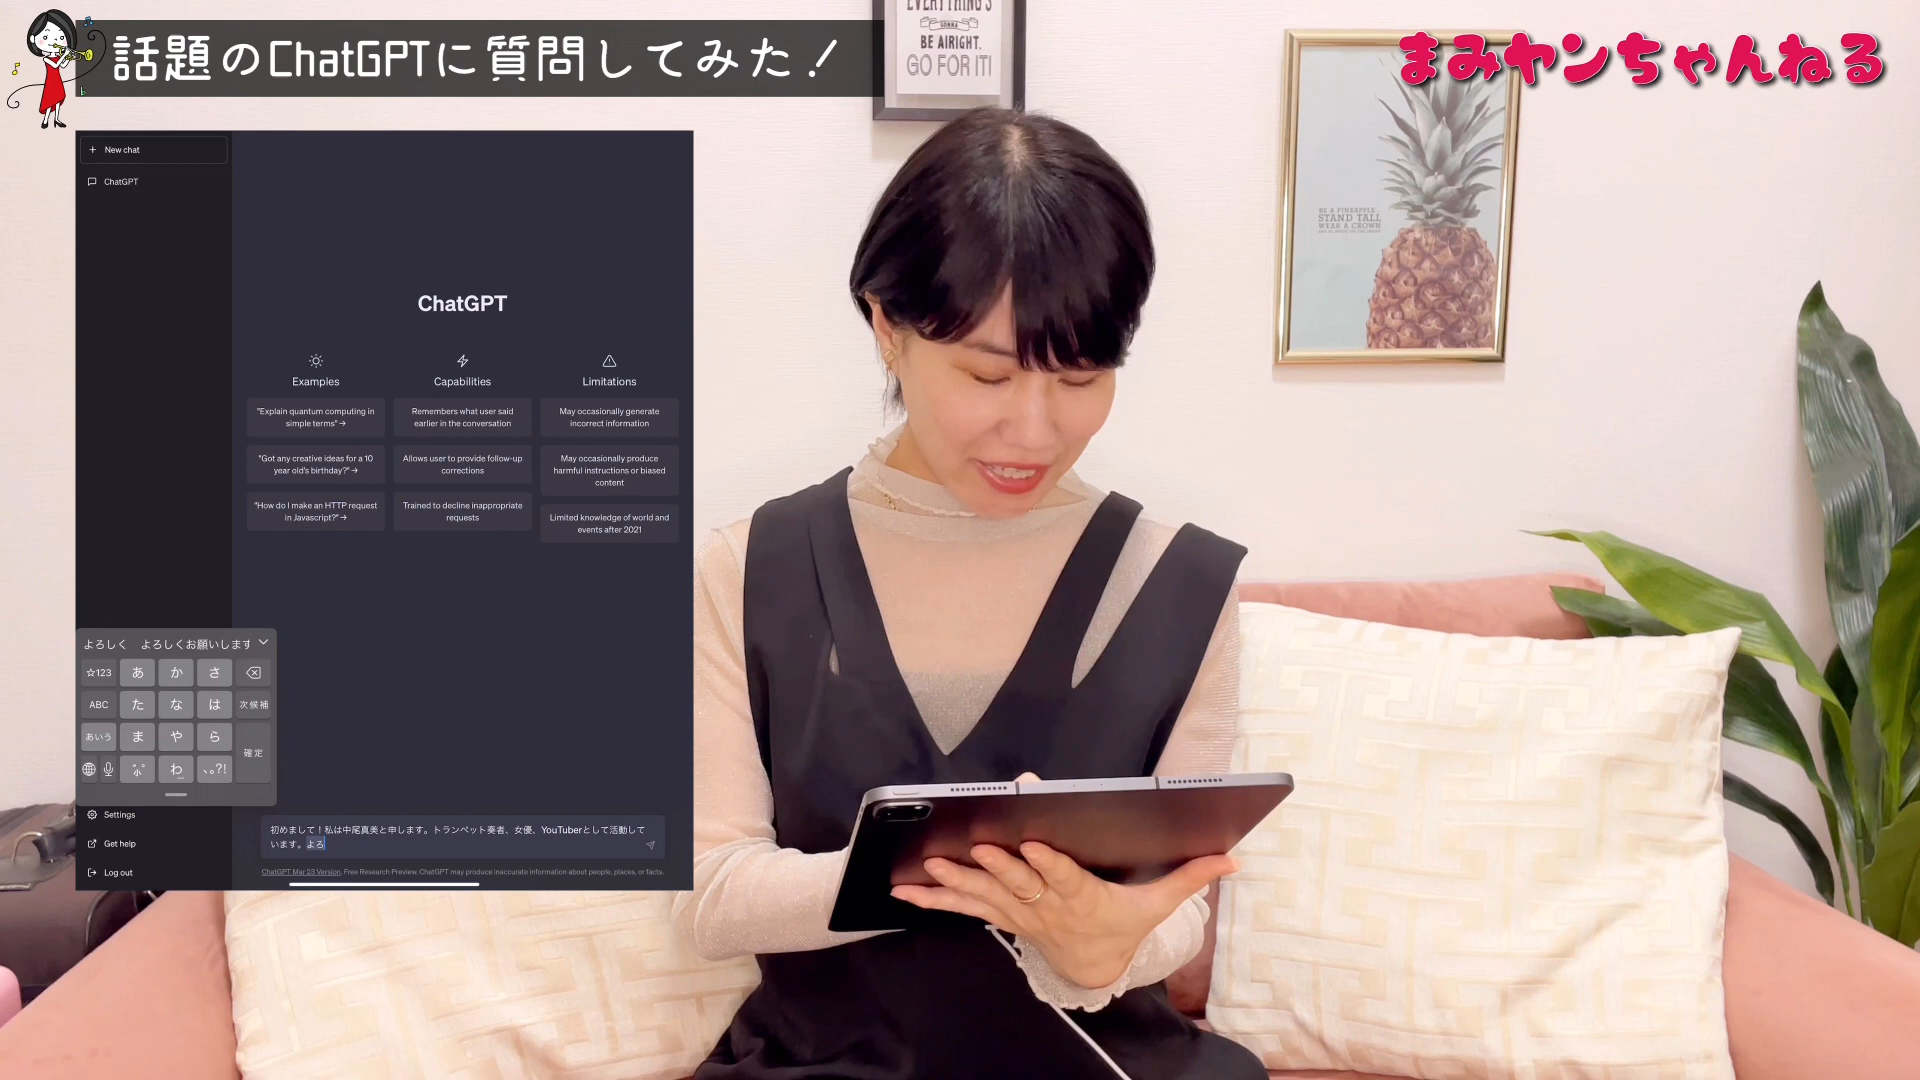 話題のChatGPTに質問してみた！
まみヤンちゃんねる
EVERYTHING'S
GONNA
BE AIRIGHT.
GO FOR IT!
BE A PINEAPPLE...
STAND TALL
WEAR A CROWN
New chat
ChatGPT
ChatGPT
Examples
"Explain quantum computing in
simple terms" →
"Got any creative ideas for a 10
year old's birthday?" →
"How do I make an HTTP request
in Javascript?" →
Capabilities
Remembers what user said
earlier in the conversation
Allows user to provide follow-up
corrections
Trained to decline inappropriate
requests
Limitations
May occasionally generate
incorrect information
May occasionally produce
harmful instructions or biased
content
Limited knowledge of world and
events after 2021
よろしく よろしくお願いします
☆123 あ か さ
ABC た な は 次候補
あいう ま や ら
確定
小 わ 、。?!
Settings
Get help
Log out
初めまして！私は中尾真美と申します。トランペット奏者、女優、YouTuberとして活動して
います。よろ
ChatGPT Mar 23 Version. Free Research Preview. ChatGPT may produce inaccurate information about people, places, or facts.